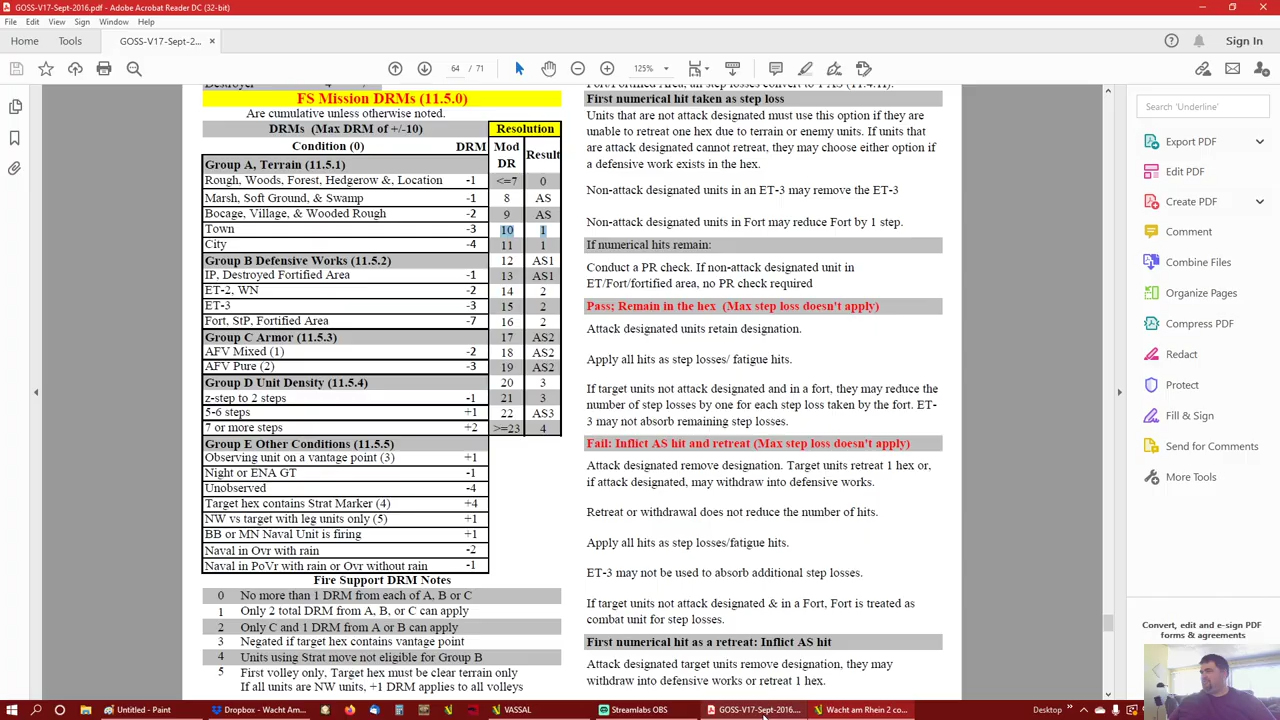 GOSS-V17-Sept-2016.pdf - Adobe Acrobat Reader DC (32-bit)
File Edit View Sign Window Help
Home Tools GOSS-V17-Sept-2... × Sign In
64 / 71 125%
Destroyer
FS Mission DRMs (11.5.0)
Are cumulative unless otherwise noted.
DRMs (Max DRM of +/-10) Resolution
Condition (0) DRM Mod DR Result
Group A, Terrain (11.5.1)
Rough, Woods, Forest, Hedgerow &, Location -1 <=7 0
Marsh, Soft Ground, & Swamp -1 8 AS
Bocage, Village, & Wooded Rough -2 9 AS
Town -3 10 1
City -4 11 1
Group B Defensive Works (11.5.2) 12 AS1
IP, Destroyed Fortified Area -1 13 AS1
ET-2, WN -2 14 2
ET-3 -3 15 2
Fort, StP, Fortified Area -7 16 2
Group C Armor (11.5.3) 17 AS2
AFV Mixed (1) -2 18 AS2
AFV Pure (2) -3 19 AS2
Group D Unit Density (11.5.4) 20 3
z-step to 2 steps -1 21 3
5-6 steps +1 22 AS3
7 or more steps +2 >=23 4
Group E Other Conditions (11.5.5)
Observing unit on a vantage point (3) +1
Night or ENA GT -1
Unobserved -4
Target hex contains Strat Marker (4) +4
NW vs target with leg units only (5) +1
BB or MN Naval Unit is firing +1
Naval in Ovr with rain -2
Naval in PoVr with rain or Ovr without rain -1
Fire Support DRM Notes
0 No more than 1 DRM from each of A, B or C
1 Only 2 total DRM from A, B, or C can apply
2 Only C and 1 DRM from A or B can apply
3 Negated if target hex contains vantage point
4 Units using Strat move not eligible for Group B
5 First volley only, Target hex must be clear terrain only
If all units are NW units, +1 DRM applies to all volleys
Fort/Fortified Area, all step losses convert to 1 AS (11.4.11).
First numerical hit taken as step loss
Units that are not attack designated must use this option if they are
unable to retreat one hex due to terrain or enemy units. If units that
are attack designated cannot retreat, they may choose either option if
a defensive work exists in the hex.
Non-attack designated units in an ET-3 may remove the ET-3
Non-attack designated units in Fort may reduce Fort by 1 step.
If numerical hits remain:
Conduct a PR check. If non-attack designated unit in
ET/Fort/fortified area, no PR check required
Pass; Remain in the hex (Max step loss doesn't apply)
Attack designated units retain designation.
Apply all hits as step losses/ fatigue hits.
If target units not attack designated and in a fort, they may reduce the
number of step losses by one for each step loss taken by the fort. ET-
3 may not absorb remaining step losses.
Fail: Inflict AS hit and retreat (Max step loss doesn't apply)
Attack designated remove designation. Target units retreat 1 hex or,
if attack designated, may withdraw into defensive works.
Retreat or withdrawal does not reduce the number of hits.
Apply all hits as step losses/fatigue hits.
ET-3 may not be used to absorb additional step losses.
If target units not attack designated & in a Fort, Fort is treated as
combat unit for step losses.
First numerical hit as a retreat: Inflict AS hit
Attack designated target units remove designation, they may
withdraw into defensive works or retreat 1 hex.
Search 'Underline'
Export PDF
Edit PDF
Create PDF
Comment
Combine Files
Organize Pages
Compress PDF
Redact
Protect
Fill & Sign
Send for Comments
More Tools
Convert, edit and e-sign PDF
forms & agreements
Untitled - Paint Dropbox - Wacht Am... VASSAL Streamlabs OBS GOSS-V17-Sept-2016... Wacht am Rhein 2 co... Desktop